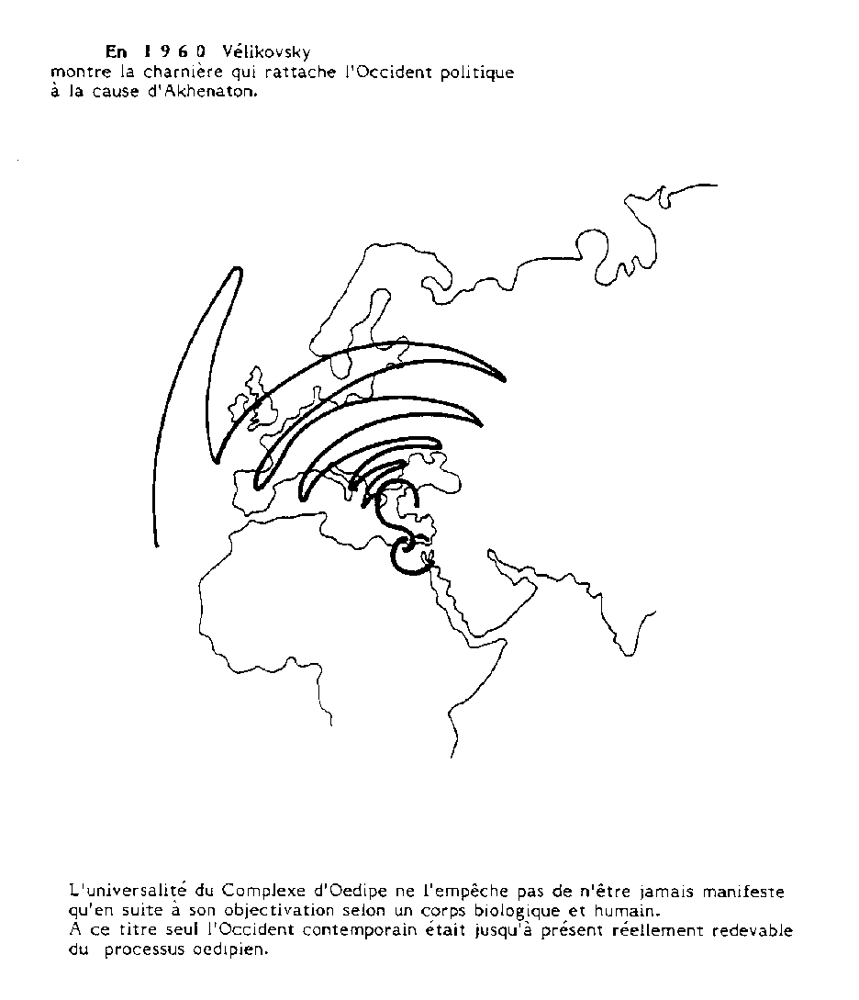 En 1960 Vélikovsky
montre la charnière qui rattache l'Occident politique
à la cause d'Akhenaton.
L'universalité du Complexe d'Oedipe ne l'empêche pas de n'être jamais manifeste
qu'en suite à son objectivation selon un corps biologique et humain.
A ce titre seul l'Occident contemporain était jusqu'à présent réellement redevable
du processus oedipien.